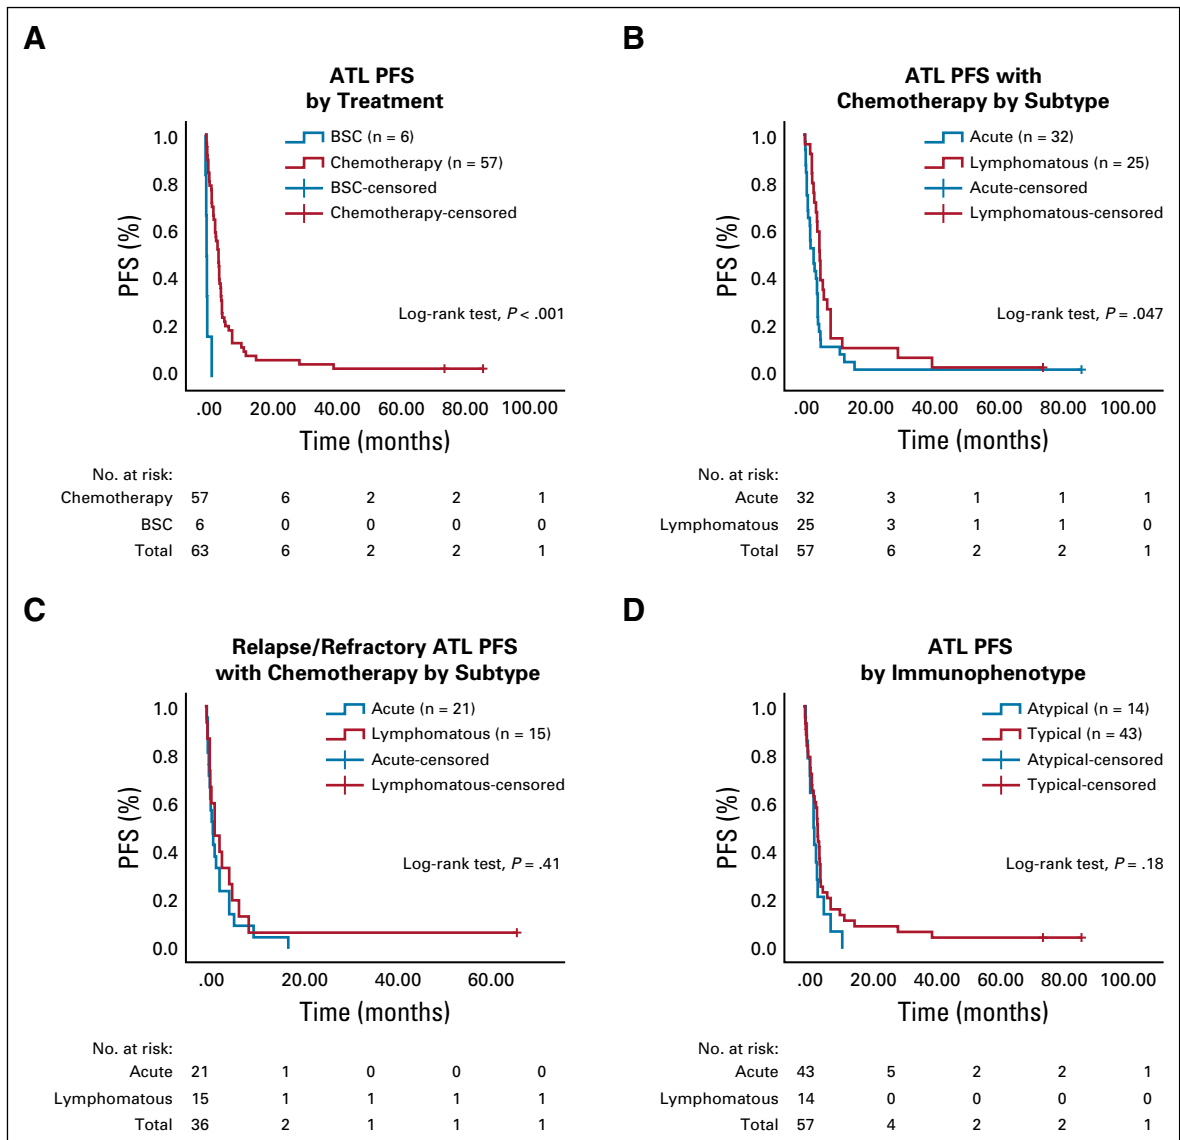 A
ATL PFS
by Treatment
BSC (n = 6)
Chemotherapy (n = 57)
BSC-censored
Chemotherapy-censored
Log-rank test, P < .001
PFS (%)
1.0
0.8
0.6
0.4
0.2
0.0
.00 20.00 40.00 60.00 80.00 100.00
Time (months)
No. at risk:
Chemotherapy 57 6 2 2 1
BSC 6 0 0 0 0
Total 63 6 2 2 1
B
ATL PFS with
Chemotherapy by Subtype
Acute (n = 32)
Lymphomatous (n = 25)
Acute-censored
Lymphomatous-censored
Log-rank test, P = .047
PFS (%)
1.0
0.8
0.6
0.4
0.2
0.0
.00 20.00 40.00 60.00 80.00 100.00
Time (months)
No. at risk:
Acute 32 3 1 1 1
Lymphomatous 25 3 1 1 0
Total 57 6 2 2 1
C
Relapse/Refractory ATL PFS
with Chemotherapy by Subtype
Acute (n = 21)
Lymphomatous (n = 15)
Acute-censored
Lymphomatous-censored
Log-rank test, P = .41
PFS (%)
1.0
0.8
0.6
0.4
0.2
0.0
.00 20.00 40.00 60.00
Time (months)
No. at risk:
Acute 21 1 0 0 0
Lymphomatous 15 1 1 1 1
Total 36 2 1 1 1
D
ATL PFS
by Immunophenotype
Atypical (n = 14)
Typical (n = 43)
Atypical-censored
Typical-censored
Log-rank test, P = .18
PFS (%)
1.0
0.8
0.6
0.4
0.2
0.0
.00 20.00 40.00 60.00 80.00 100.00
Time (months)
No. at risk:
Acute 43 5 2 2 1
Lymphomatous 14 0 0 0 0
Total 57 4 2 2 1